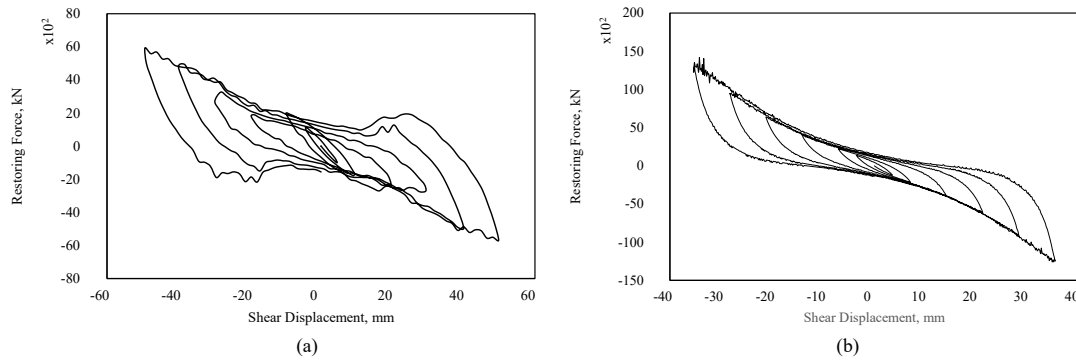 x10²
80
60
40
20
0
-20
-40
-60
-80
Restoring Force, kN
-60 -40 -20 0 20 40 60
Shear Displacement, mm
(a)
x10²
200
150
100
50
0
-50
-100
-150
Restoring Force, kN
-40 -30 -20 -10 0 10 20 30 40
Shear Displacement, mm
(b)